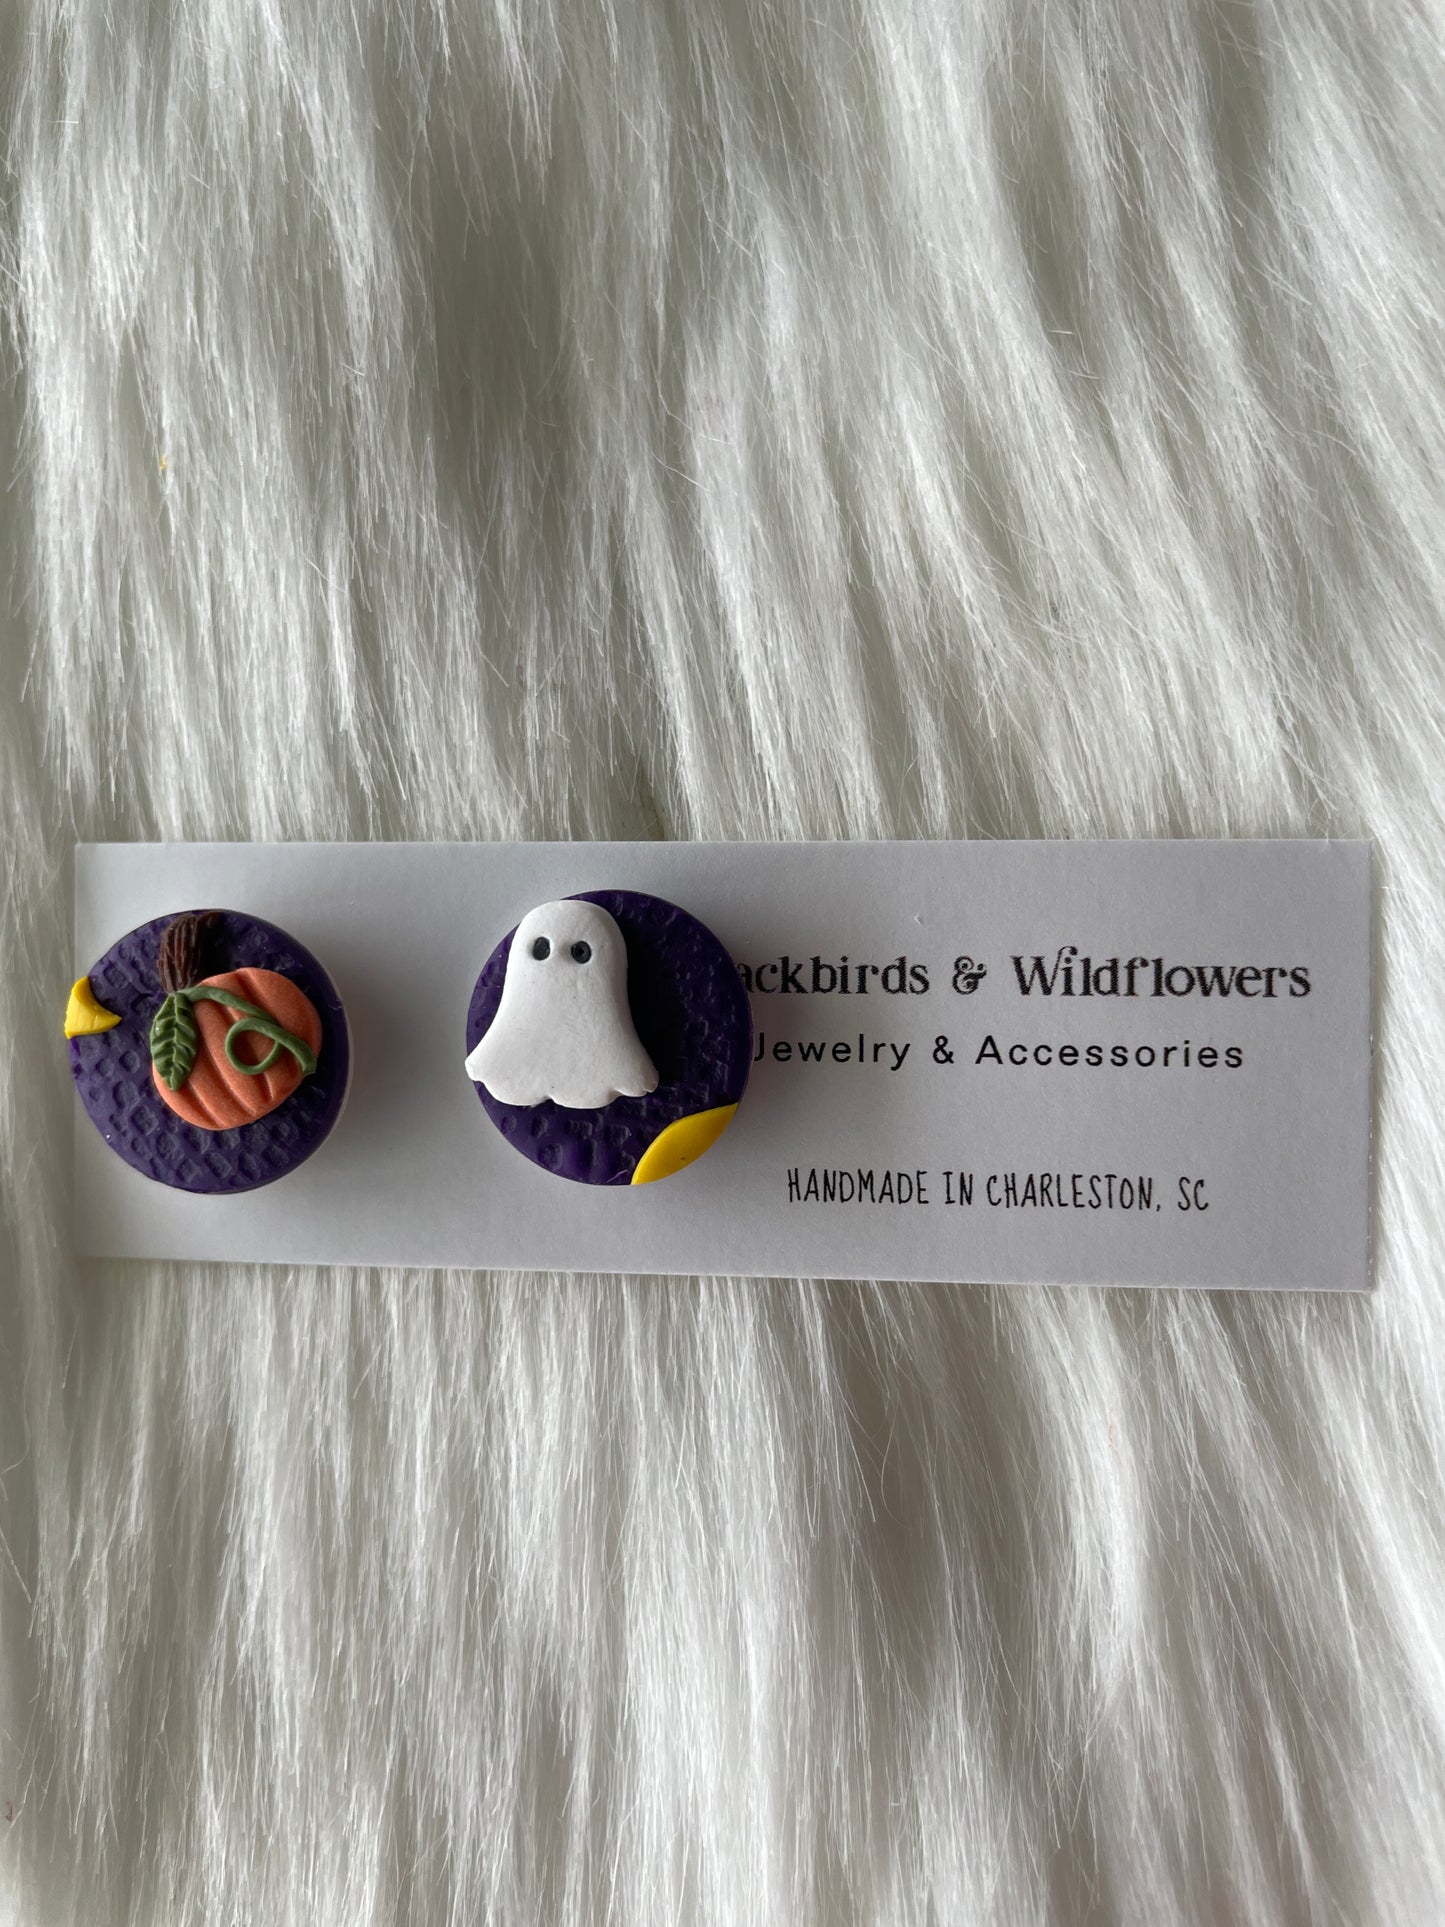 ackbirds & Wildflowers
Jewelry & Accessories
HANDMADE IN CHARLESTON, SC